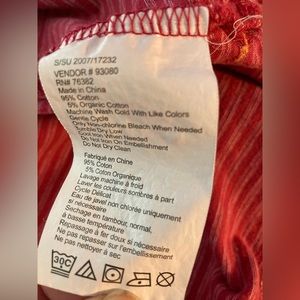 S/SU 2007/17232
VENDOR # 93080
RN# 76382
Made in China
95% Cotton
5% Organic Cotton
Machine Wash Cold With Like Colors
Gentle Cycle
Only Non-chlorine Bleach When Needed
Tumble Dry Low
Cool Iron If Needed
Do Not Iron On Embellishment
Do Not Dry Clean
Fabriqué en Chine
95% Coton
5% Coton Organique
Lavage machine à froid
Laver les couleurs sombres à part
Cycle Délicat
Eau de javel non chlorée uniquement
si nécessaire
Sechage en tambour, normal,
à basse température
Repassage à fer doux si nécessaire
Ne pas repasser sur l'embellissement
Ne pas nettoyer à sec
30C